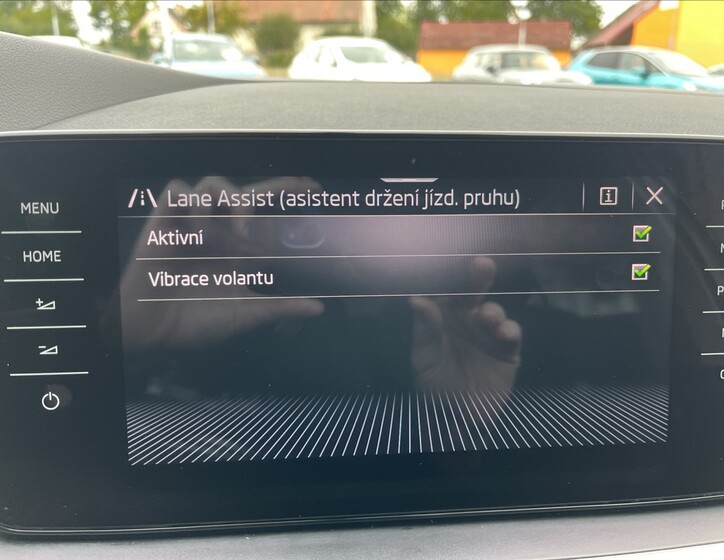 Lane Assist (asistent držení jízd. pruhu)
MENU
Aktivní
HOME
Vibrace volantu